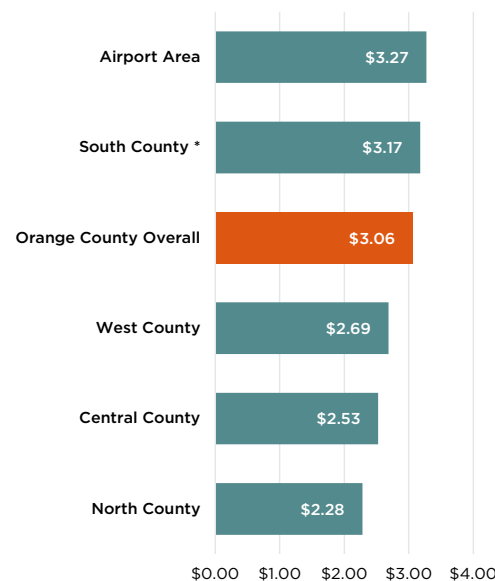 Airport Area $3.27
South County * $3.17
Orange County Overall $3.06
West County $2.69
Central County $2.53
North County $2.28
$0.00 $1.00 $2.00 $3.00 $4.00